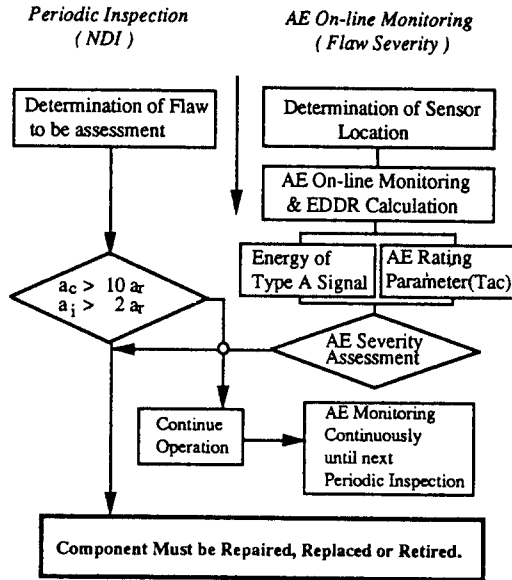 Periodic Inspection
( NDI )
AE On-line Monitoring
( Flaw Severity )
Determination of Flaw
to be assessment
Determination of Sensor
Location
AE On-line Monitoring
& EDDR Calculation
Energy of
Type A Signal
AE Rating
Parameter(Tac)
ac > 10 ar
ai > 2 ar
AE Severity
Assessment
Continue
Operation
AE Monitoring
Continuously
until next
Periodic Inspection
Component Must be Repaired, Replaced or Retired.